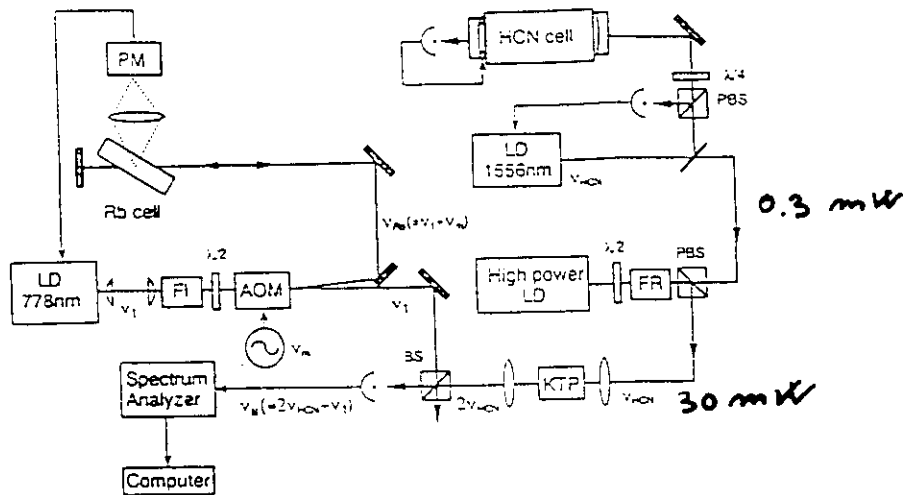 HCN cell
PM
λ/4
PBS
LD
1556nm
ν_HCN
Rb cell
0.3 mW
ν_Rb(=ν_1+ν_m)
λ/2
PBS
λ/2
High power
LD
FR
LD
778nm
ν_1
FI
AOM
ν_1
ν_m
BS
Spectrum
Analyzer
(=2ν_HCN-ν_1)
2ν_HCN
KTP
ν_HCN
30 mW
Computer